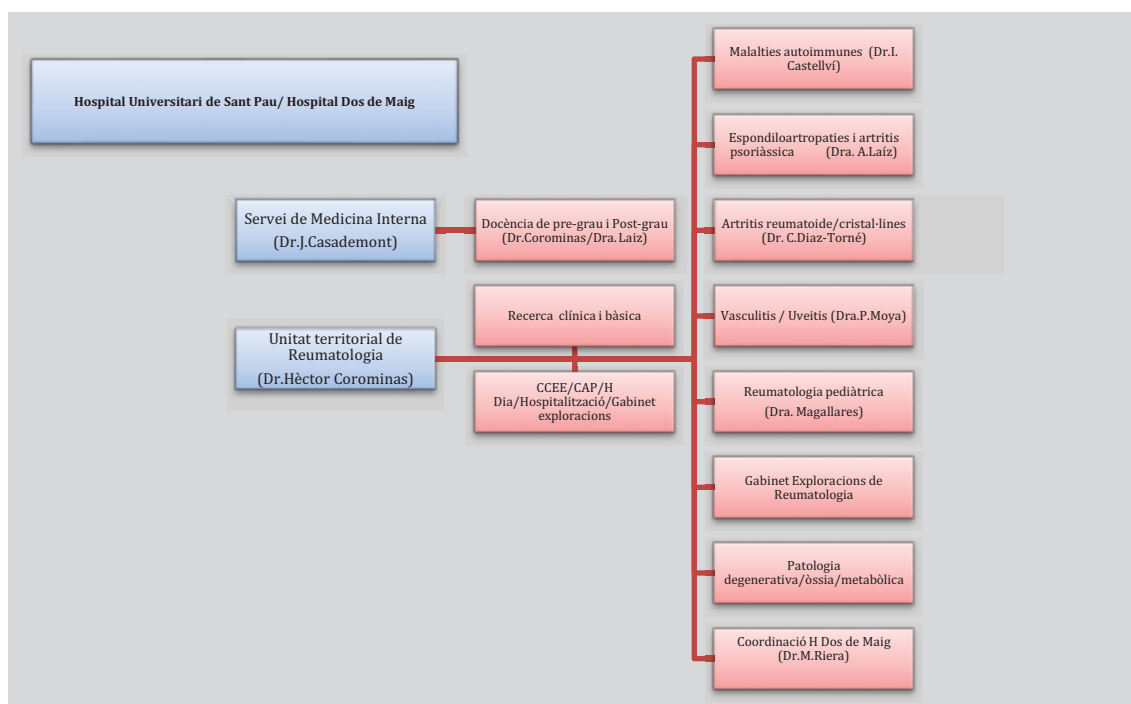 Hospital Universitari de Sant Pau/ Hospital Dos de Maig
Servei de Medicina Interna
(Dr.J.Casademont)
Docència de pre-grau i Post-grau
(Dr.Corominas/Dra.Laiz)
Unitat territorial de
Reumatologia
(Dr.Hèctor Corominas)
Recerca clínica i bàsica
CCEE/CAP/H
Dia/Hospitalització/Gabinet
exploracions
Malalties autoimmunes (Dr.I.
Castellví)
Espondiloartropaties i artritis
psoriàssica (Dra. A.Laíz)
Artritis reumatoide/cristal·lines
(Dr. C.Diaz-Torné)
Vasculitis / Uveitis (Dra.P.Moya)
Reumatologia pediàtrica
(Dra. Magallares)
Gabinet Exploracions de
Reumatologia
Patologia
degenerativa/òssia/metabòlica
Coordinació H Dos de Maig
(Dr.M.Riera)